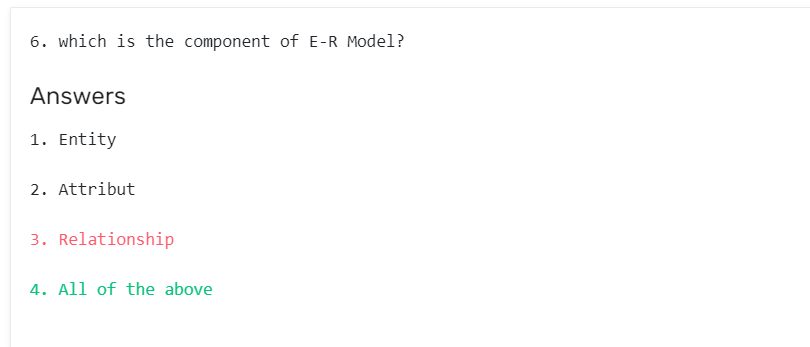 6. which is the component of E-R Model?
Answers
1. Entity
2. Attribut
3. Relationship
4. All of the above